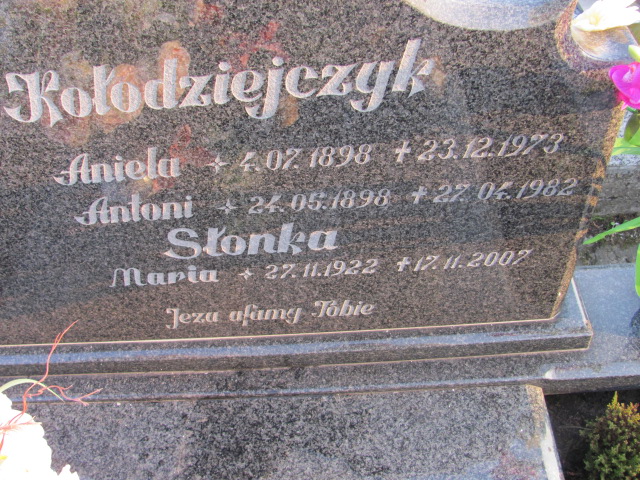 Kołodziejczyk
Aniela ✶ 4.07.1898 ✝ 23.12.1973
Antoni ✶ 24.05.1898 ✝ 27.04.1982
Słonka
Maria ✶ 27.11.1922 ✝ 17.11.2007
Jezu ufamy Tobie